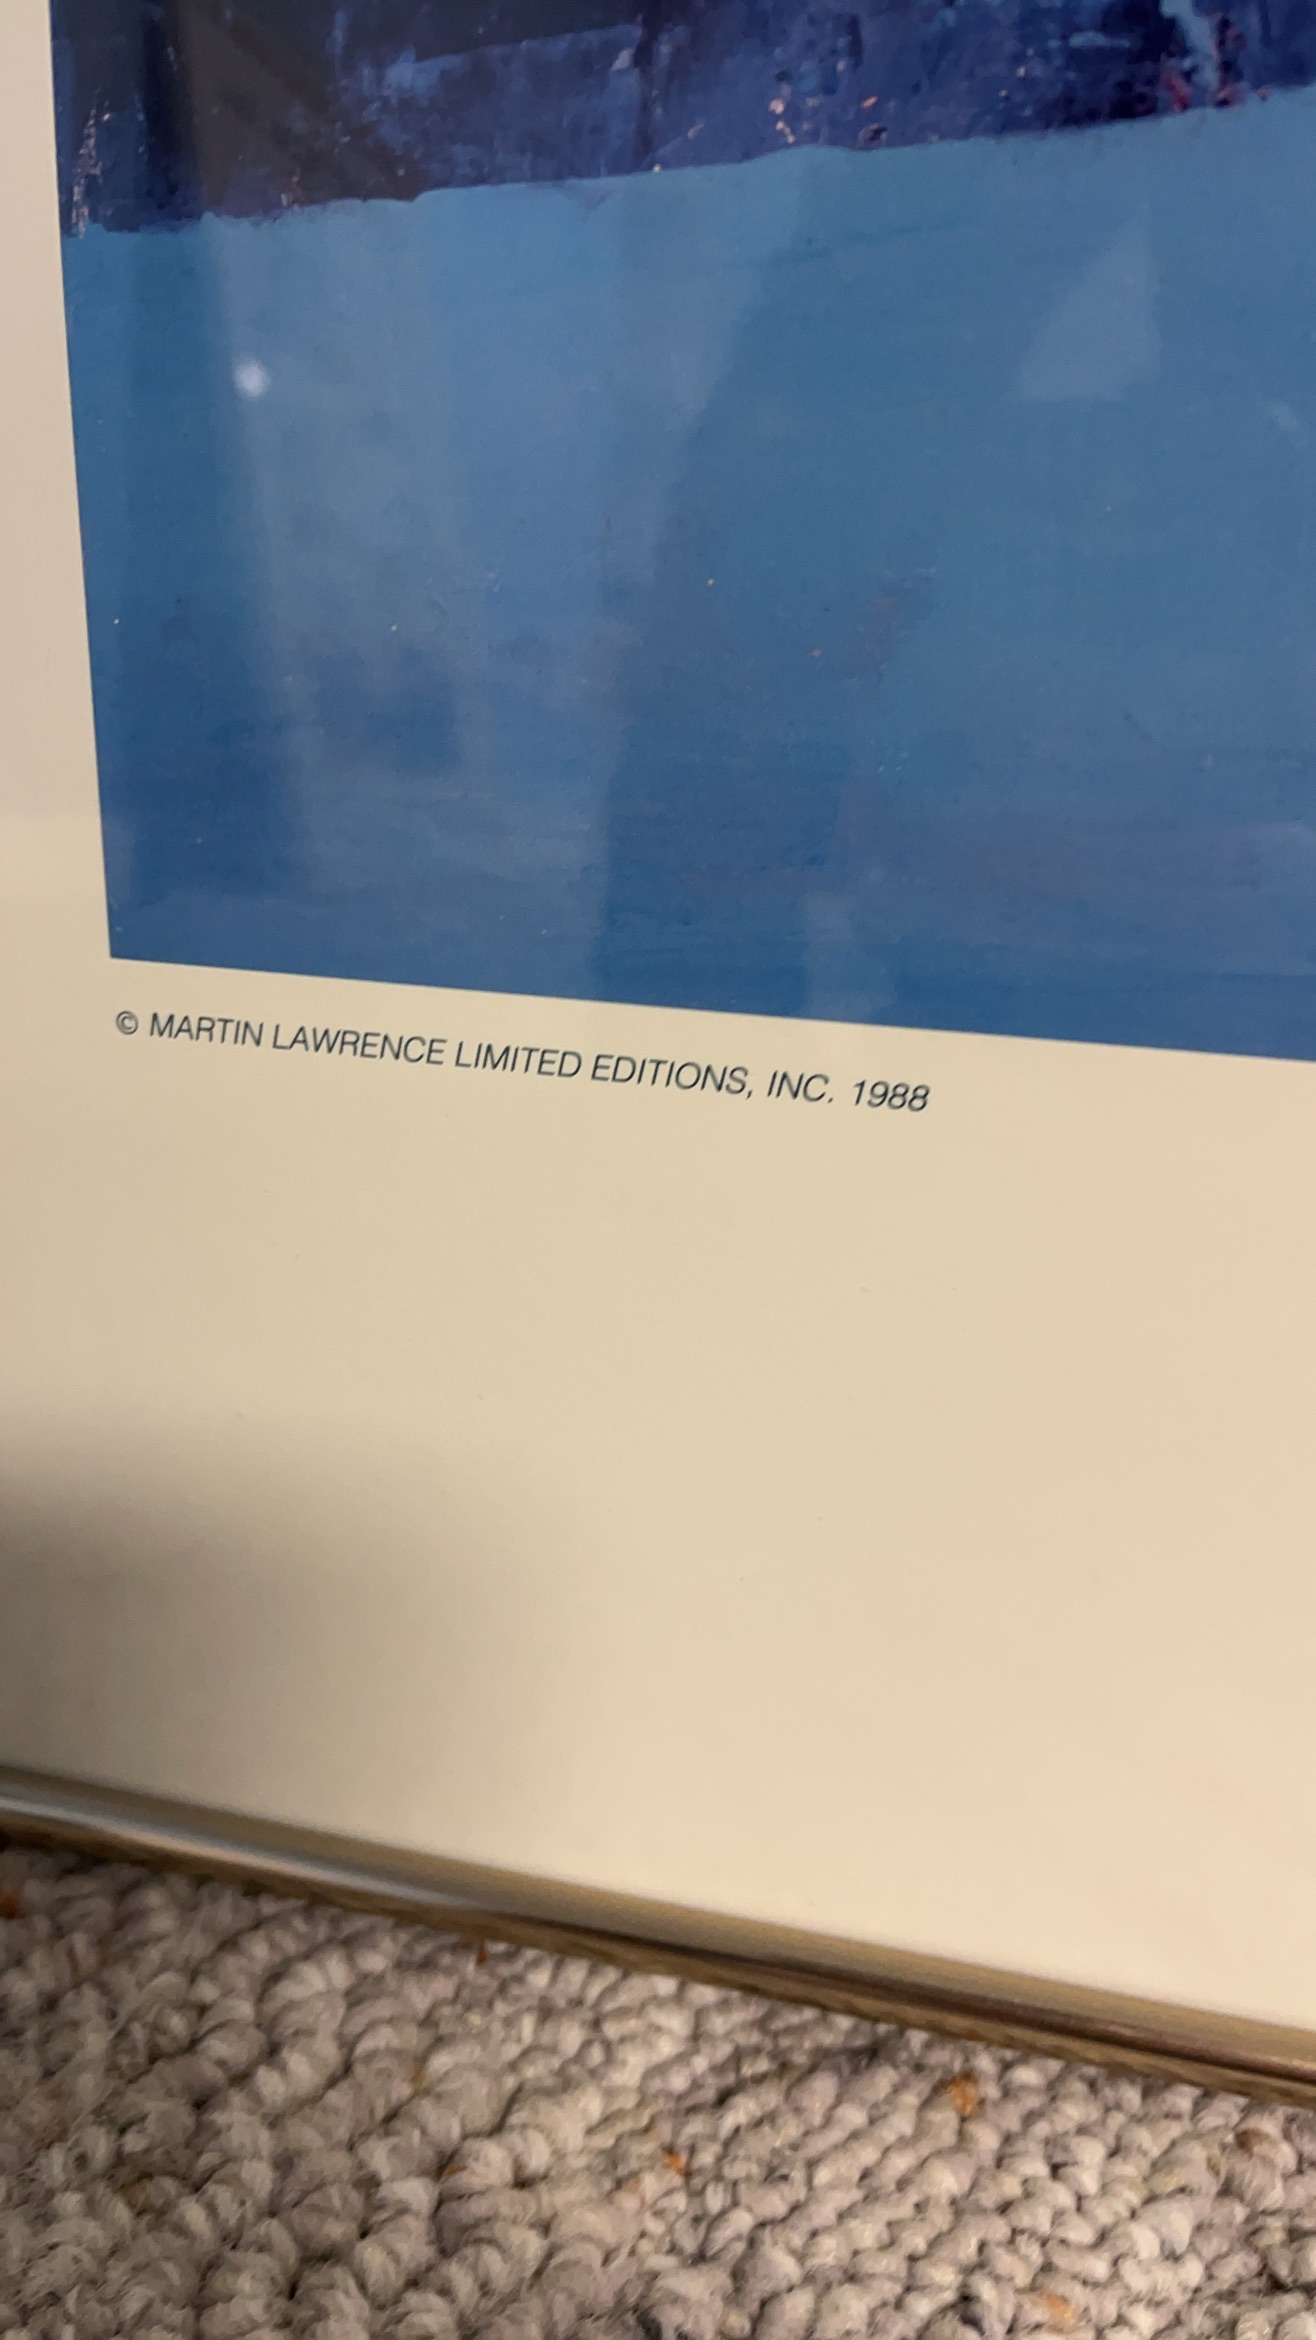 © MARTIN LAWRENCE LIMITED EDITIONS, INC. 1988